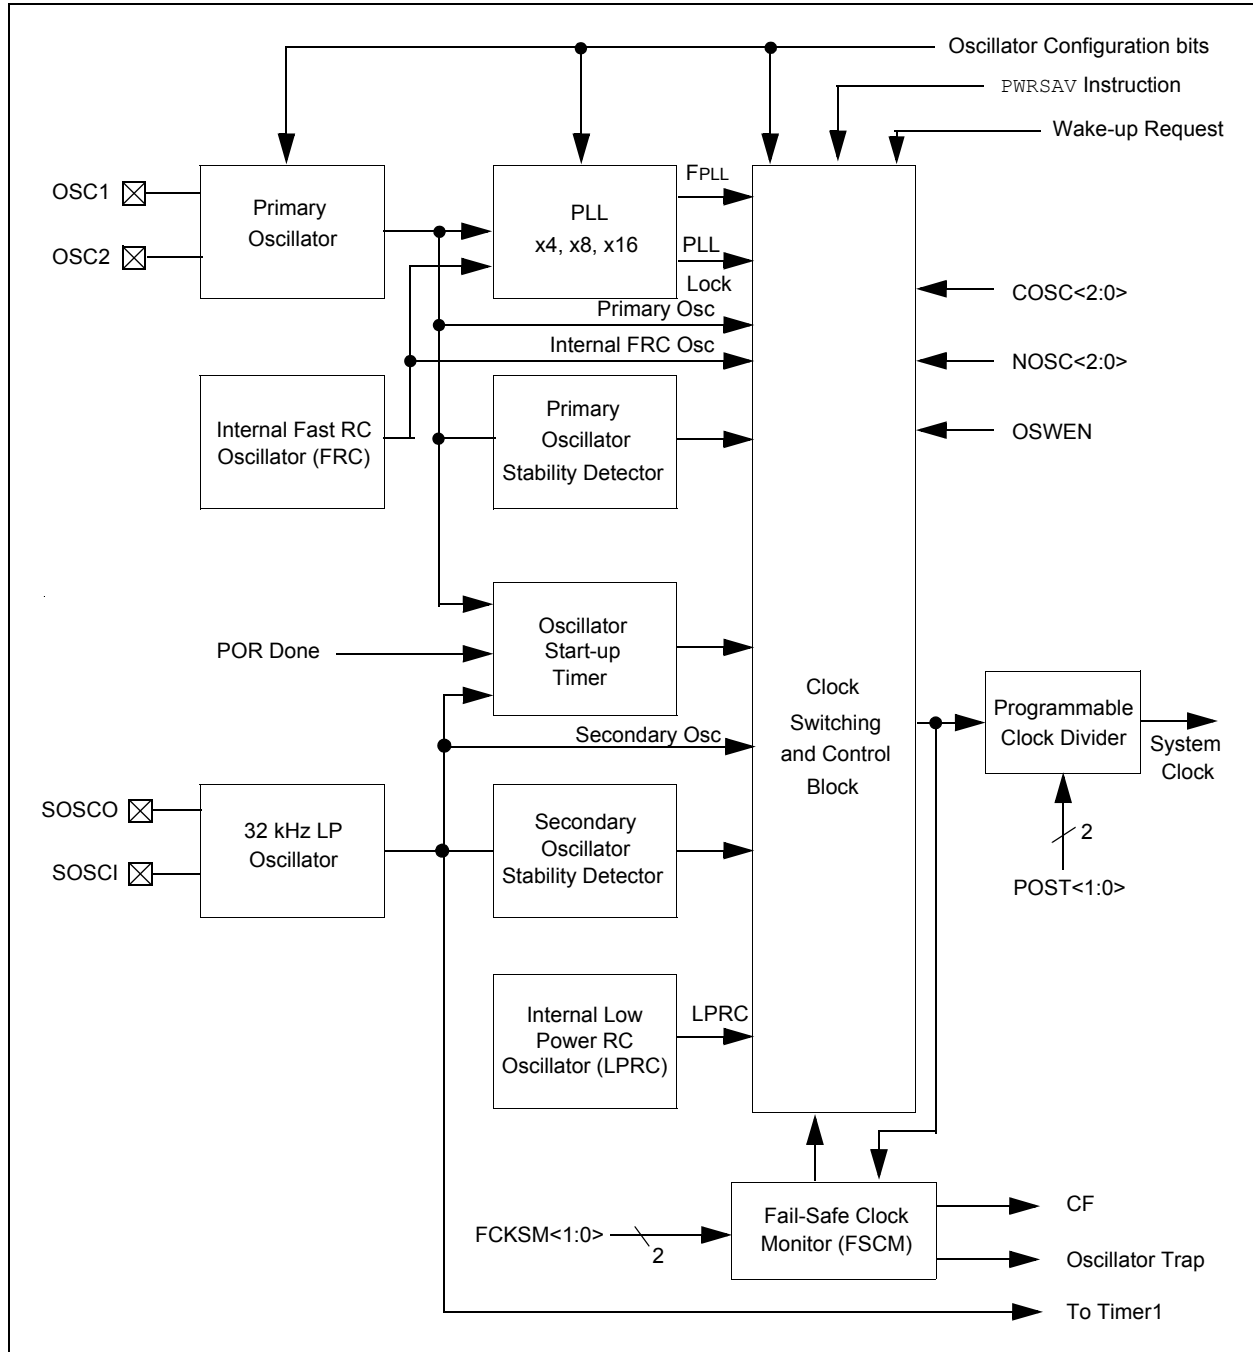 Oscillator Configuration bits
PWRSAV Instruction
Wake-up Request
OSC1
OSC2
Primary
Oscillator
PLL
x4, x8, x16
FPLL
PLL
Lock
Primary Osc
Internal FRC Osc
COSC<2:0>
NOSC<2:0>
OSWEN
Internal Fast RC
Oscillator (FRC)
Primary
Oscillator
Stability Detector
POR Done
Oscillator
Start-up
Timer
Secondary Osc
Clock
Switching
and Control
Block
Programmable
Clock Divider
System
Clock
2
POST<1:0>
SOSCO
SOSCI
32 kHz LP
Oscillator
Secondary
Oscillator
Stability Detector
Internal Low
Power RC
Oscillator (LPRC)
LPRC
FCKSM<1:0>
2
Fail-Safe Clock
Monitor (FSCM)
CF
Oscillator Trap
To Timer1